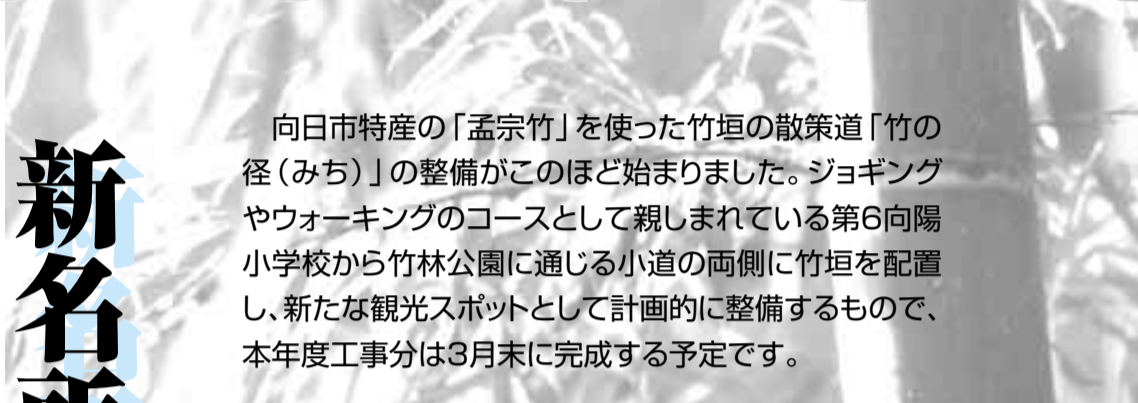 新名所
向日市特産の「孟宗竹」を使った竹垣の散策道「竹の
径（みち）」の整備がこのほど始まりました。ジョギング
やウォーキングのコースとして親しまれている第6向陽
小学校から竹林公園に通じる小道の両側に竹垣を配置
し、新たな観光スポットとして計画的に整備するもので、
本年度工事分は3月末に完成する予定です。